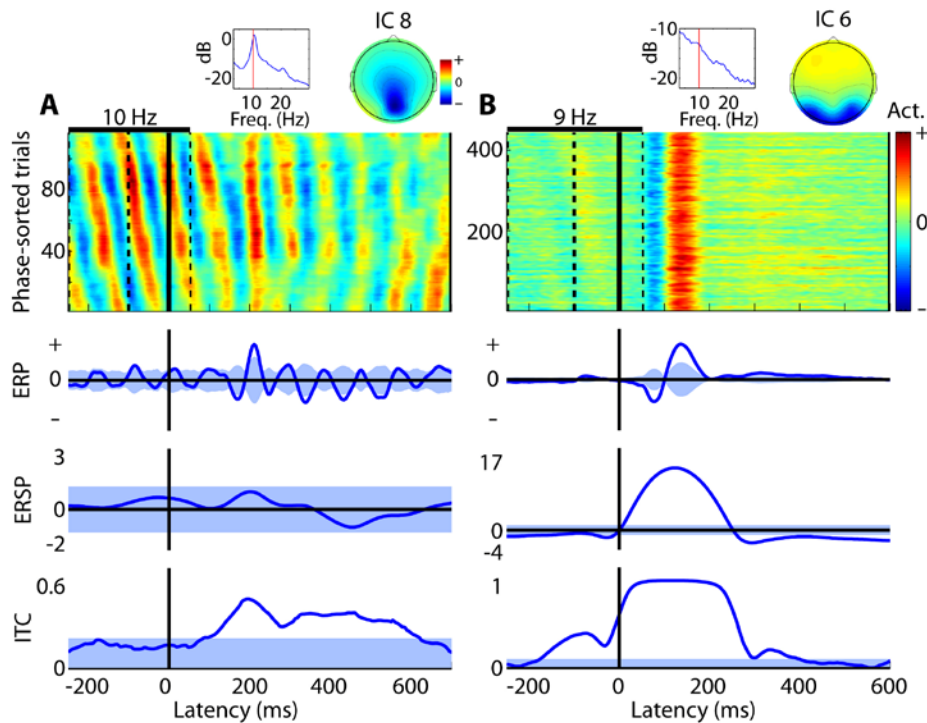 IC 8
0
-20
dB
10 20
Freq. (Hz)
+
0
–
A
10 Hz
Phase-sorted trials
80
40
ERP
+
0
–
ERSP
3
0
-2
ITC
0.6
0
-200 0 200 400 600
Latency (ms)
IC 6
-10
-20
dB
10 20
Freq. (Hz)
B
9 Hz
Act.
+
0
–
400
200
+
0
–
17
0
-4
1
0
-200 0 200 400 600
Latency (ms)